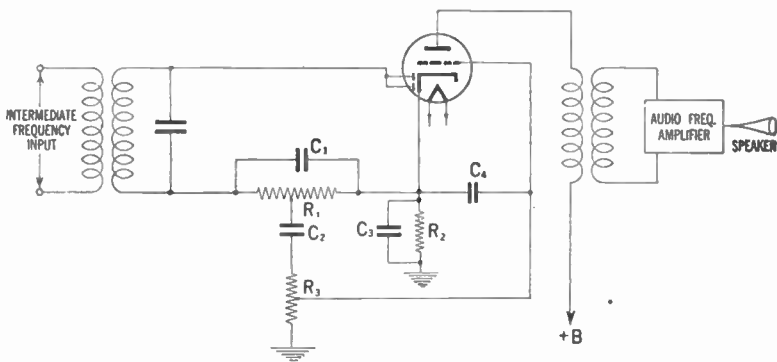 INTERMEDIATE
FREQUENCY
INPUT
C1
R1
C2
R3
C3
R2
C4
+B
AUDIO FREQ.
AMPLIFIER
SPEAKER